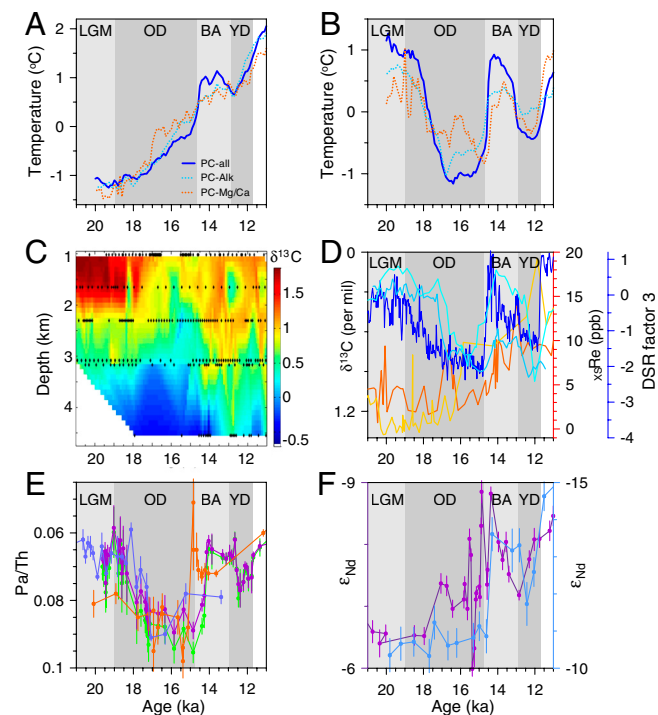 A
B
LGM OD BA YD
LGM OD BA YD
Temperature (°C)
2
1
0
-1
PC-all
PC-Alk
PC-Mg/Ca
20 18 16 14 12
Temperature (°C)
1
0
-1
20 18 16 14 12
C
δ13C
D
LGM OD BA YD
Depth (km)
1
2
3
4
1.5
1
0.5
0
-0.5
20 18 16 14 12
δ13C (per mil)
0
1.2
20
15
10
5
0
xsRe (ppb)
1
0
-1
-2
-3
-4
DSR factor 3
20 18 16 14 12
E
F
LGM OD BA YD
LGM OD BA YD
Pa/Th
0.06
0.08
0.1
20 18 16 14 12
Age (ka)
εNd
-9
-6
-15
-10
εNd
20 18 16 14 12
Age (ka)